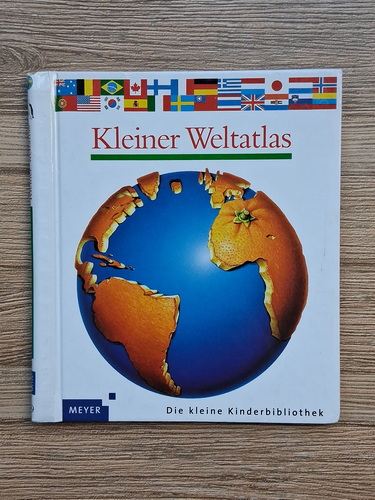 Kleiner Weltatlas
MEYER
Die kleine Kinderbibliothek